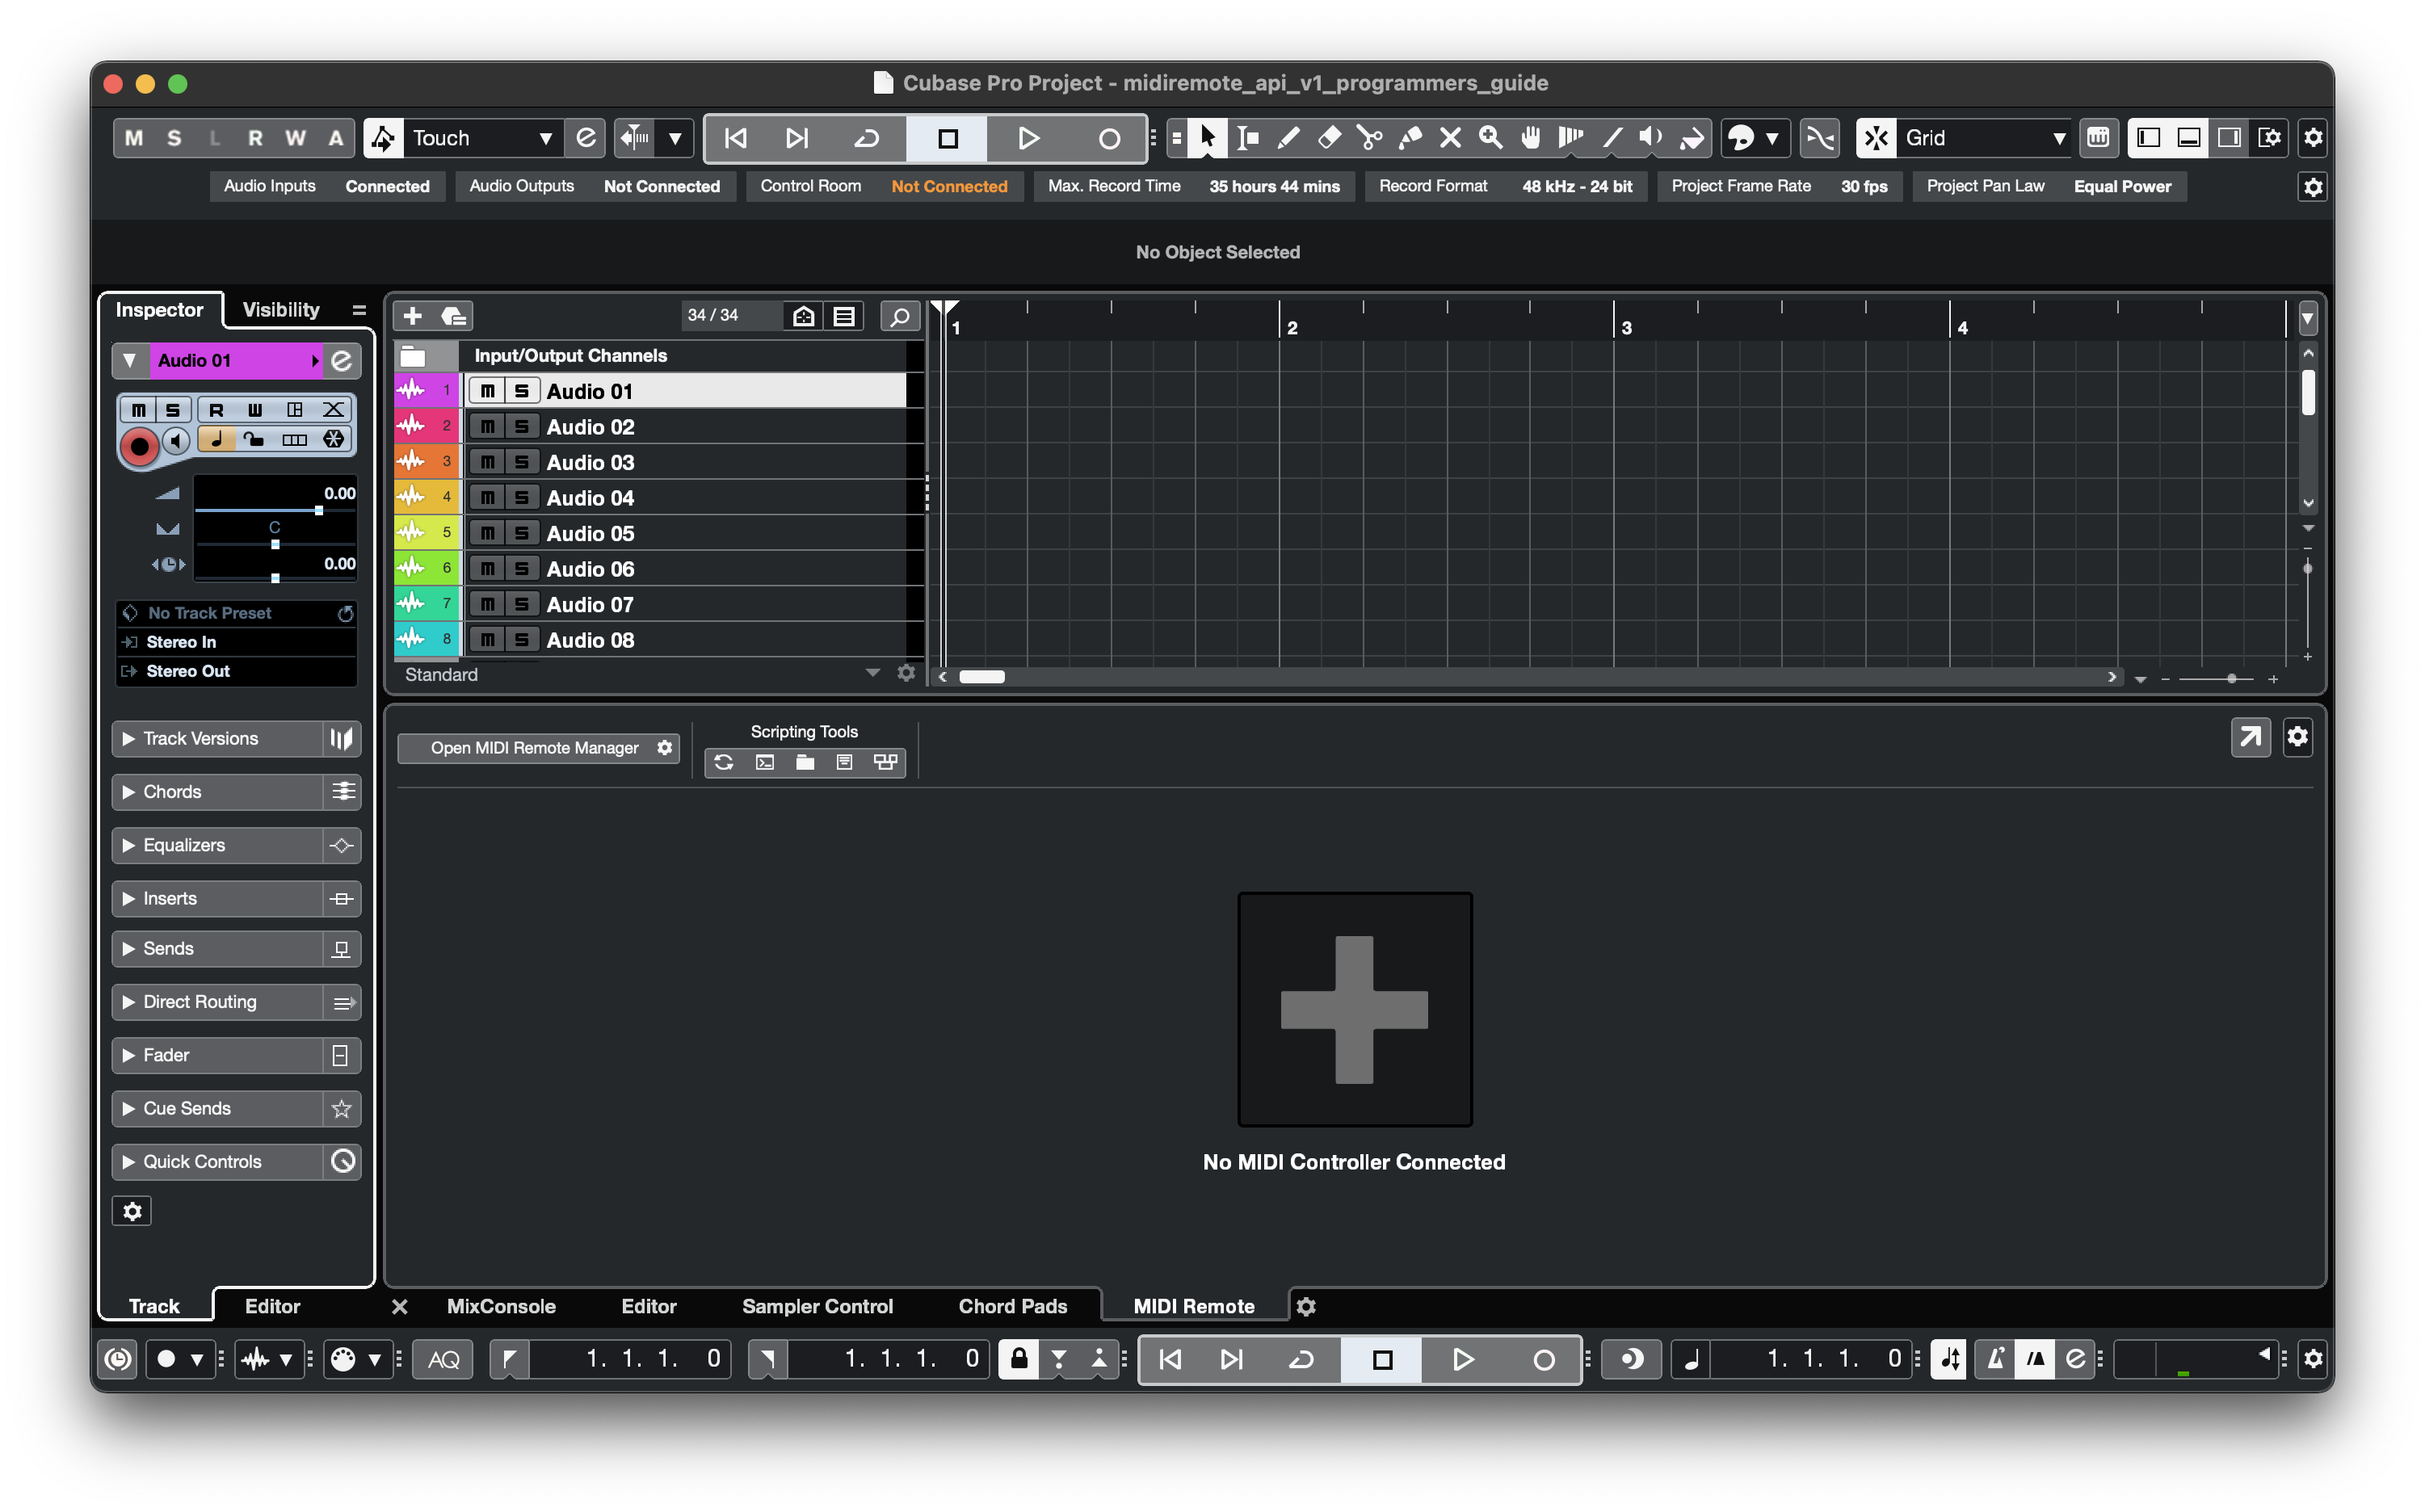 Cubase Pro Project - midiremote_api_v1_programmers_guide
M S L R W A Touch Grid
Audio Inputs Connected Audio Outputs Not Connected Control Room Not Connected Max. Record Time 35 hours 44 mins Record Format 48 kHz - 24 bit Project Frame Rate 30 fps Project Pan Law Equal Power
No Object Selected
Inspector Visibility
Audio 01
M S R W
0.00
C
0.00
No Track Preset
Stereo In
Stereo Out
Track Versions
Chords
Equalizers
Inserts
Sends
Direct Routing
Fader
Cue Sends
Quick Controls
Track Editor
34 / 34
1 2 3 4
Input/Output Channels
1 M S Audio 01
2 M S Audio 02
3 M S Audio 03
4 M S Audio 04
5 M S Audio 05
6 M S Audio 06
7 M S Audio 07
8 M S Audio 08
Standard
Open MIDI Remote Manager
Scripting Tools
No MIDI Controller Connected
MixConsole Editor Sampler Control Chord Pads MIDI Remote
AQ 1. 1. 1. 0 1. 1. 1. 0 1. 1. 1. 0